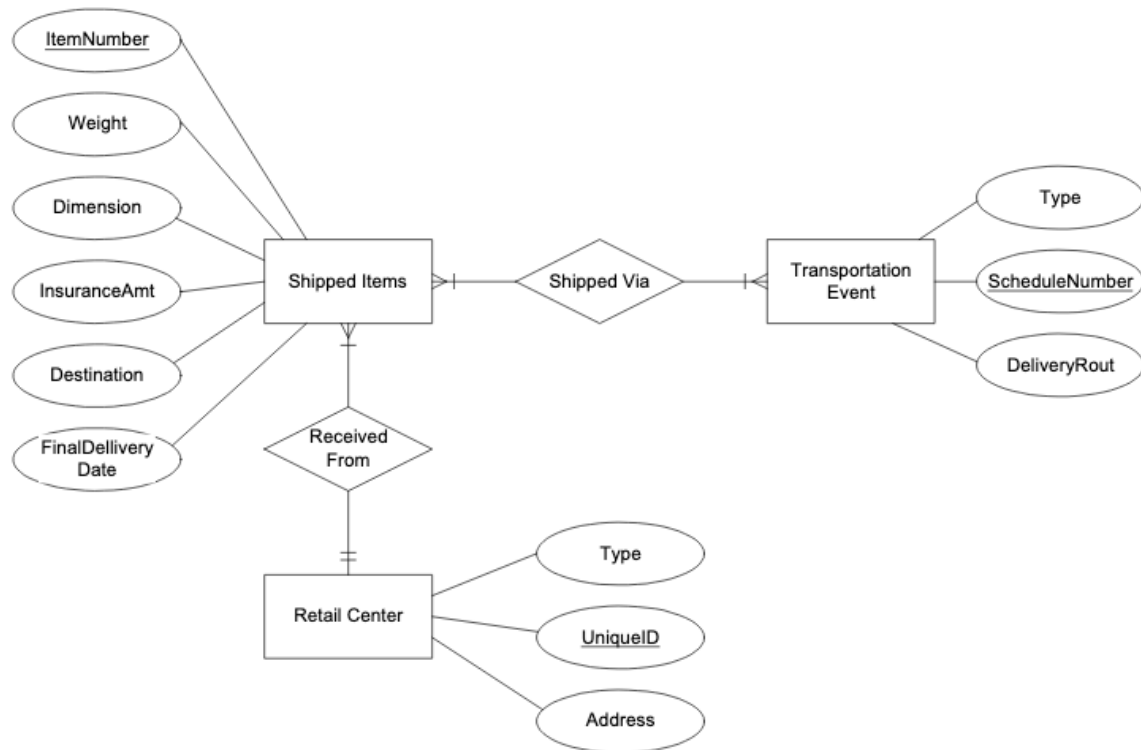 ItemNumber
Weight
Dimension
InsuranceAmt
Destination
FinalDellivery
Date
Shipped Items
Shipped Via
Transportation
Event
Type
ScheduleNumber
DeliveryRout
Received
From
Retail Center
Type
UniqueID
Address